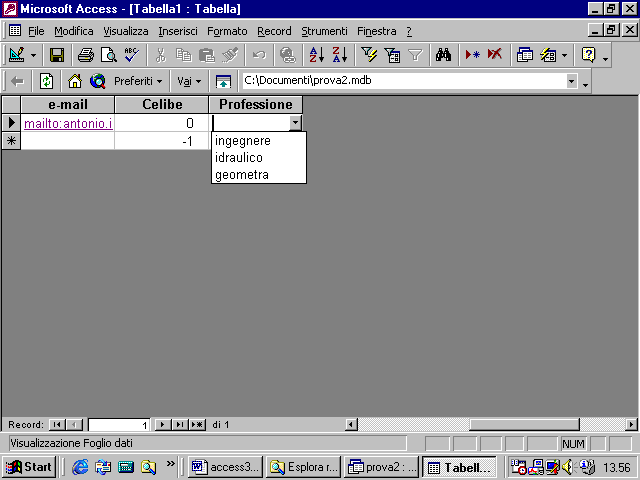 Microsoft Access - [Tabella1 : Tabella]
File Modifica Visualizza Inserisci Formato Record Strumenti Finestra ?
Preferiti Vai C:\Documenti\prova2.mdb
e-mail Celibe Professione
mailto:antonio.i 0
-1
ingegnere
idraulico
geometra
Record: 1 di 1
Visualizzazione Foglio dati NUM
Start » access3... Esplora r... prova2 : ... Tabell... 13.56